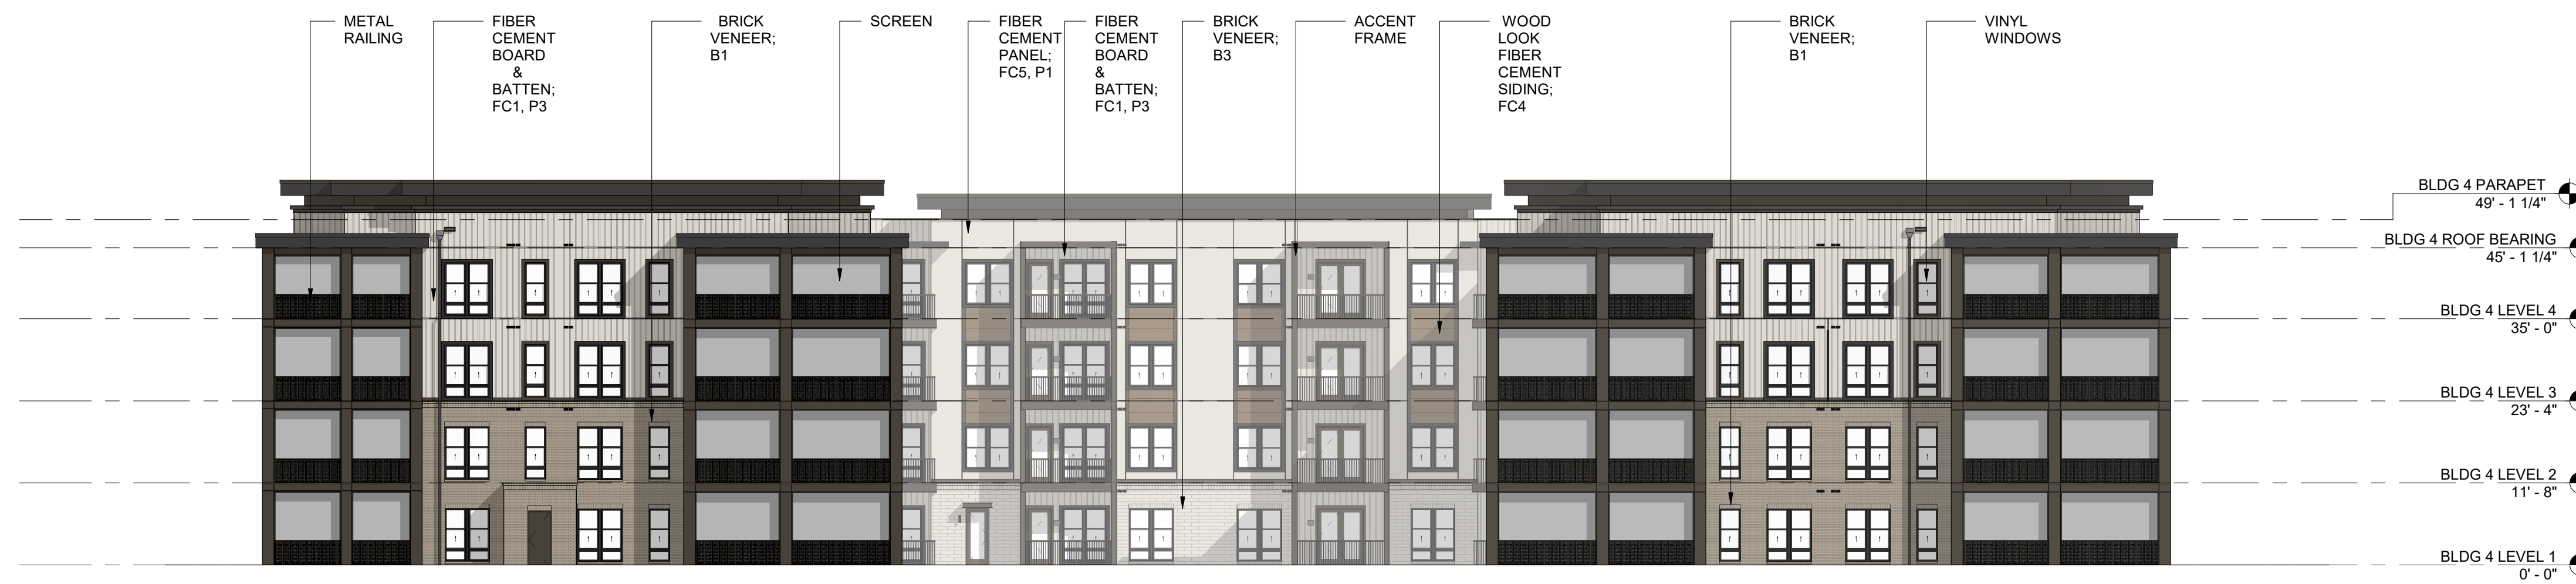 METAL
RAILING
FIBER
CEMENT
BOARD
&
BATTEN;
FC1, P3
BRICK
VENEER;
B1
SCREEN
FIBER
CEMENT
PANEL;
FC5, P1
FIBER
CEMENT
BOARD
&
BATTEN;
FC1, P3
BRICK
VENEER;
B3
ACCENT
FRAME
WOOD
LOOK
FIBER
CEMENT
SIDING;
FC4
BRICK
VENEER;
B1
VINYL
WINDOWS
BLDG 4 PARAPET
49' - 1 1/4"
BLDG 4 ROOF BEARING
45' - 1 1/4"
BLDG 4 LEVEL 4
35' - 0"
BLDG 4 LEVEL 3
23' - 4"
BLDG 4 LEVEL 2
11' - 8"
BLDG 4 LEVEL 1
0' - 0"